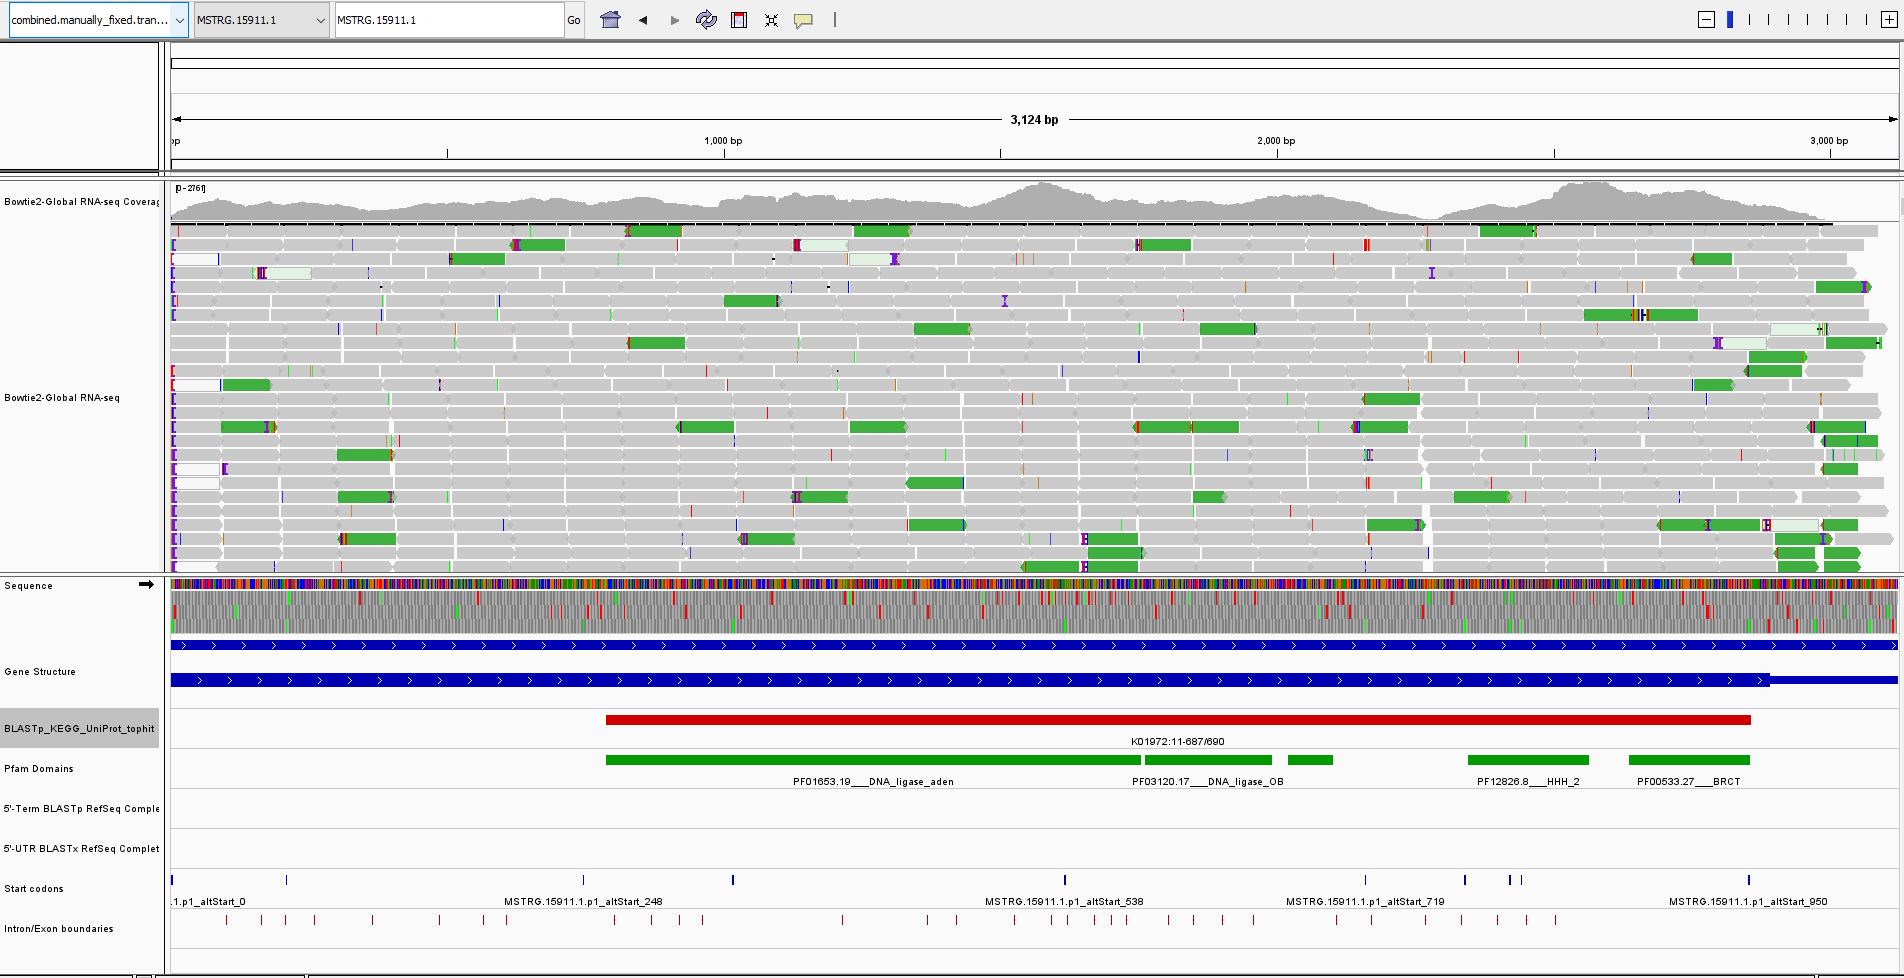 combined.manually_fixed.tran... MSTRG.15911.1 MSTRG.15911.1 Go
3,124 bp
bp 1,000 bp 2,000 bp 3,000 bp
[0 - 2761]
Bowtie2-Global RNA-seq Coverag
Bowtie2-Global RNA-seq
Sequence
Gene Structure
BLASTp_KEGG_UniProt_tophit
K01972:11-687/690
Pfam Domains
PF01653.19___DNA_ligase_aden PF03120.17___DNA_ligase_OB PF12826.8___HHH_2 PF00533.27___BRCT
5'-Term BLASTp RefSeq Comple
5'-UTR BLASTx RefSeq Complet
Start codons
.1.p1_altStart_0 MSTRG.15911.1.p1_altStart_248 MSTRG.15911.1.p1_altStart_538 MSTRG.15911.1.p1_altStart_719 MSTRG.15911.1.p1_altStart_950
Intron/Exon boundaries